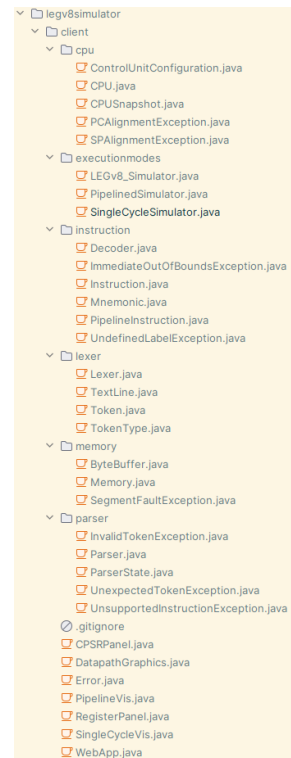 legv8simulator
client
cpu
ControlUnitConfiguration.java
CPU.java
CPUSnapshot.java
PCAlignmentException.java
SPAlignmentException.java
executionmodes
LEGv8_Simulator.java
PipelinedSimulator.java
SingleCycleSimulator.java
instruction
Decoder.java
ImmediateOutOfBoundsException.java
Instruction.java
Mnemonic.java
PipelineInstruction.java
UndefinedLabelException.java
lexer
Lexer.java
TextLine.java
Token.java
TokenType.java
memory
ByteBuffer.java
Memory.java
SegmentFaultException.java
parser
InvalidTokenException.java
Parser.java
ParserState.java
UnexpectedTokenException.java
UnsupportedInstructionException.java
.gitignore
CPSRPanel.java
DatapathGraphics.java
Error.java
PipelineVis.java
RegisterPanel.java
SingleCycleVis.java
WebApp.java